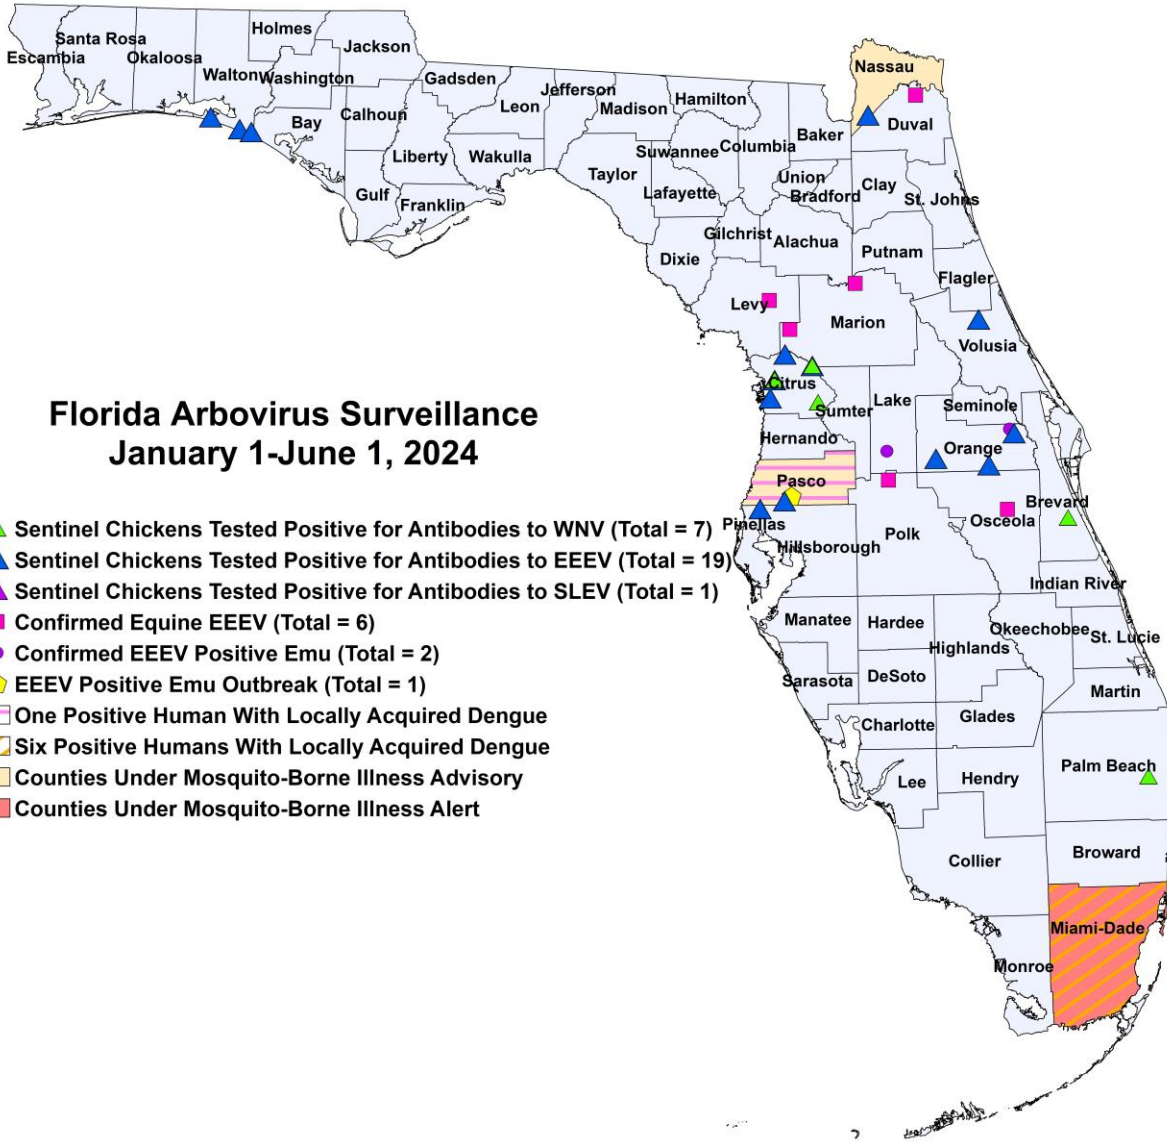 Florida Arbovirus Surveillance
January 1-June 1, 2024
Sentinel Chickens Tested Positive for Antibodies to WNV (Total = 7)
Sentinel Chickens Tested Positive for Antibodies to EEEV (Total = 19)
Sentinel Chickens Tested Positive for Antibodies to SLEV (Total = 1)
Confirmed Equine EEEV (Total = 6)
Confirmed EEEV Positive Emu (Total = 2)
EEEV Positive Emu Outbreak (Total = 1)
One Positive Human With Locally Acquired Dengue
Six Positive Humans With Locally Acquired Dengue
Counties Under Mosquito-Borne Illness Advisory
Counties Under Mosquito-Borne Illness Alert
Escambia
Santa Rosa
Okaloosa
Walton
Holmes
Washington
Jackson
Bay
Calhoun
Gulf
Gadsden
Liberty
Franklin
Leon
Wakulla
Jefferson
Madison
Taylor
Hamilton
Suwannee
Lafayette
Columbia
Dixie
Gilchrist
Baker
Union
Bradford
Alachua
Nassau
Duval
Clay
St. Johns
Putnam
Flagler
Levy
Marion
Volusia
Citrus
Sumter
Lake
Seminole
Hernando
Orange
Pasco
Pinellas
Hillsborough
Polk
Osceola
Brevard
Indian River
Manatee
Hardee
Highlands
Okeechobee
St. Lucie
Sarasota
DeSoto
Martin
Charlotte
Glades
Lee
Hendry
Palm Beach
Collier
Broward
Miami-Dade
Monroe